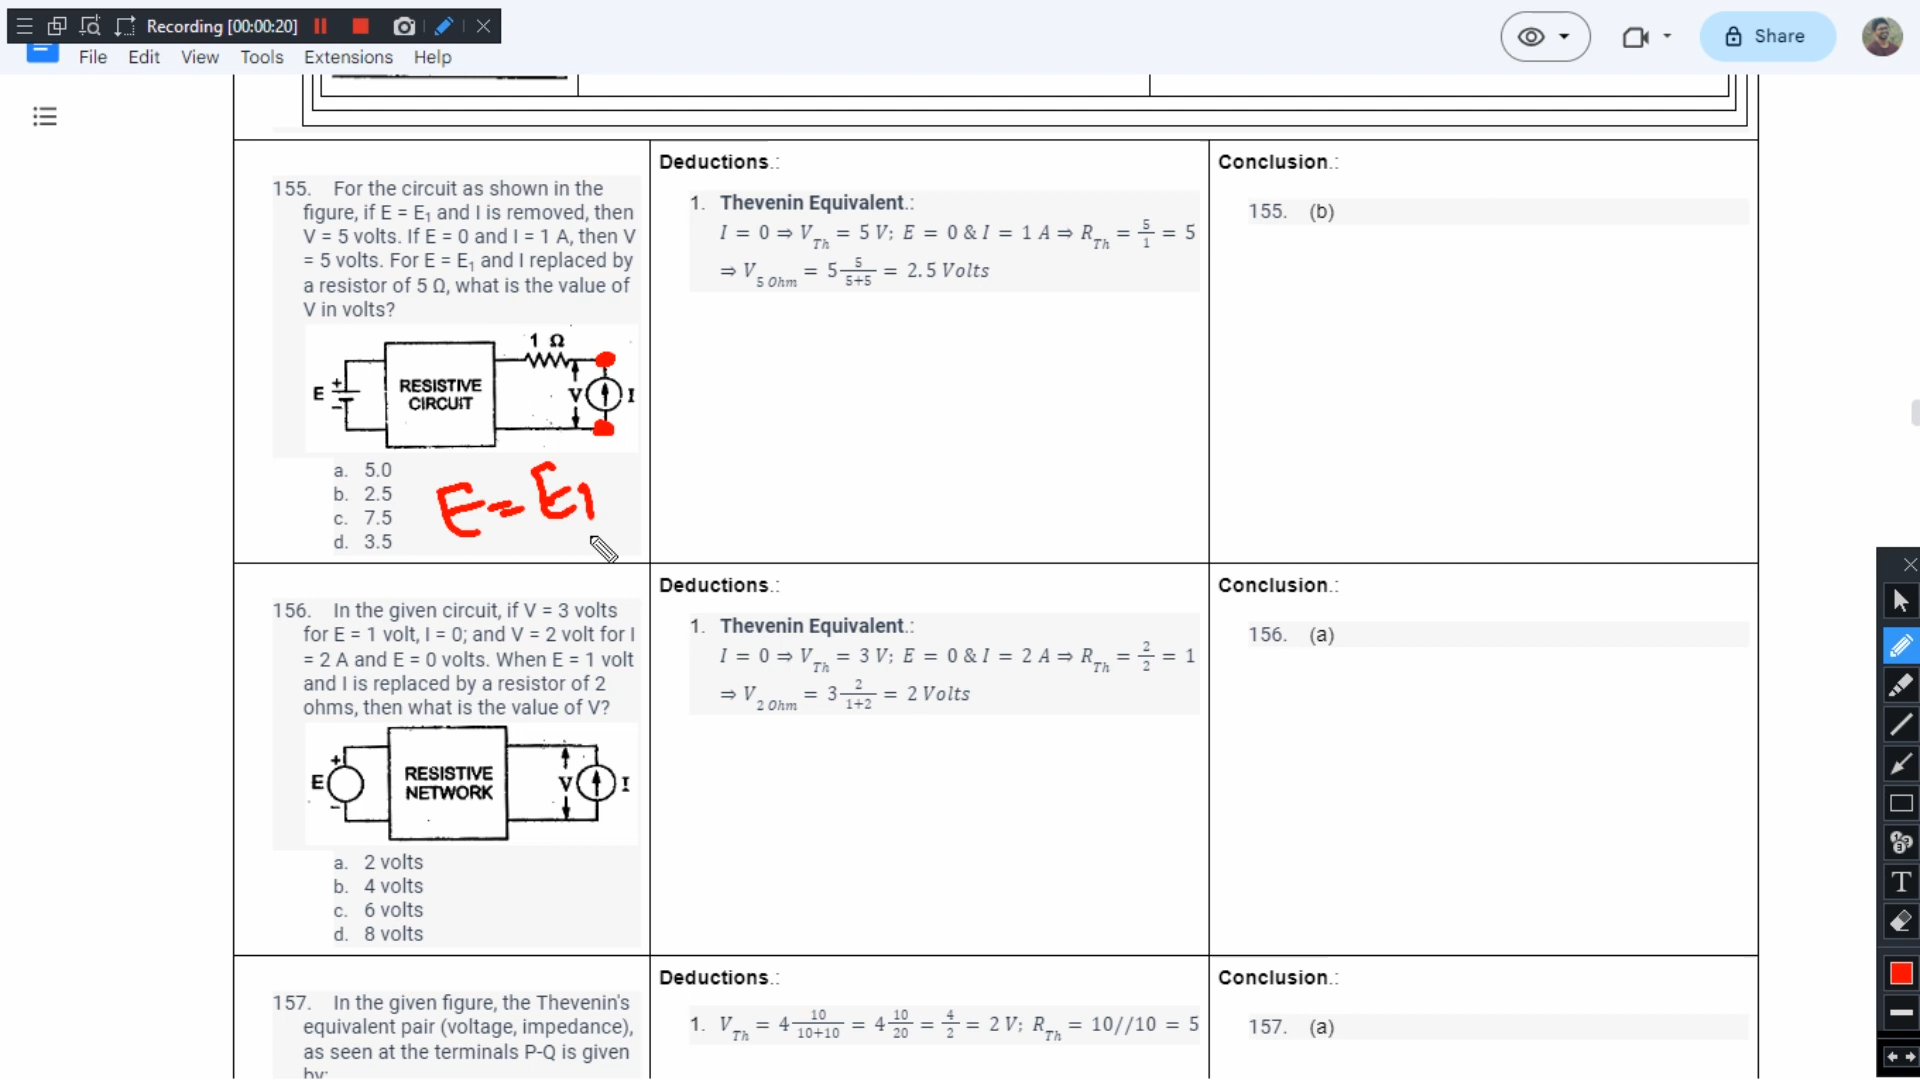 Recording [00:00:20]
File Edit View Tools Extensions Help
Share
155. For the circuit as shown in the
figure, if E = E₁ and I is removed, then
V = 5 volts. If E = 0 and I = 1 A, then V
= 5 volts. For E = E₁ and I replaced by
a resistor of 5 Ω, what is the value of
V in volts?
1 Ω
E + - RESISTIVE CIRCUIT V I
a. 5.0
b. 2.5
c. 7.5
d. 3.5
E = E1
Deductions.:
1. Thevenin Equivalent.:
I = 0 ⇒ V_Th = 5 V; E = 0 & I = 1 A ⇒ R_Th = 5/1 = 5
⇒ V_5 Ohm = 5 5/(5+5) = 2.5 Volts
Conclusion.:
155. (b)
156. In the given circuit, if V = 3 volts
for E = 1 volt, I = 0; and V = 2 volt for I
= 2 A and E = 0 volts. When E = 1 volt
and I is replaced by a resistor of 2
ohms, then what is the value of V?
E + - RESISTIVE NETWORK V I
a. 2 volts
b. 4 volts
c. 6 volts
d. 8 volts
Deductions.:
1. Thevenin Equivalent.:
I = 0 ⇒ V_Th = 3 V; E = 0 & I = 2 A ⇒ R_Th = 2/2 = 1
⇒ V_2 Ohm = 3 2/(1+2) = 2 Volts
Conclusion.:
156. (a)
157. In the given figure, the Thevenin's
equivalent pair (voltage, impedance),
as seen at the terminals P-Q is given
by:
Deductions.:
1. V_Th = 4 10/(10+10) = 4 10/20 = 4/2 = 2 V; R_Th = 10//10 = 5
Conclusion.:
157. (a)
T